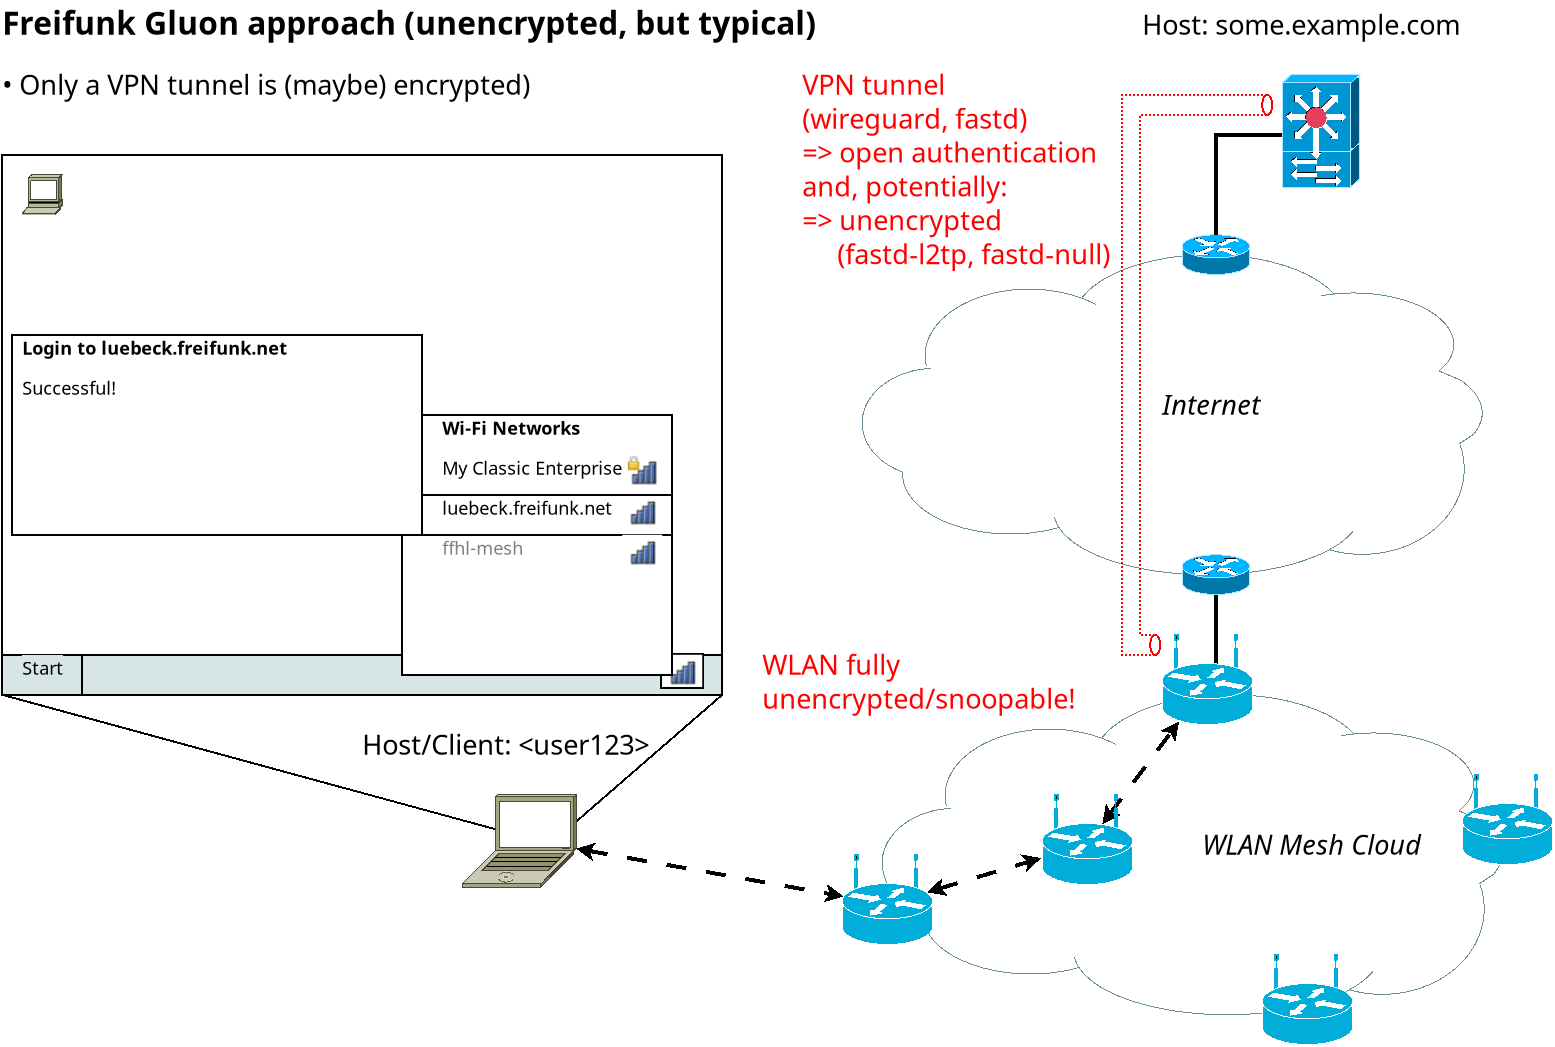 Freifunk Gluon approach (unencrypted, but typical)
Host: some.example.com
• Only a VPN tunnel is (maybe) encrypted)
VPN tunnel
(wireguard, fastd)
=> open authentication
and, potentially:
=> unencrypted
(fastd-l2tp, fastd-null)
Login to luebeck.freifunk.net
Successful!
Wi-Fi Networks
My Classic Enterprise
luebeck.freifunk.net
ffhl-mesh
Start
Internet
WLAN fully
unencrypted/snoopable!
Host/Client: <user123>
WLAN Mesh Cloud